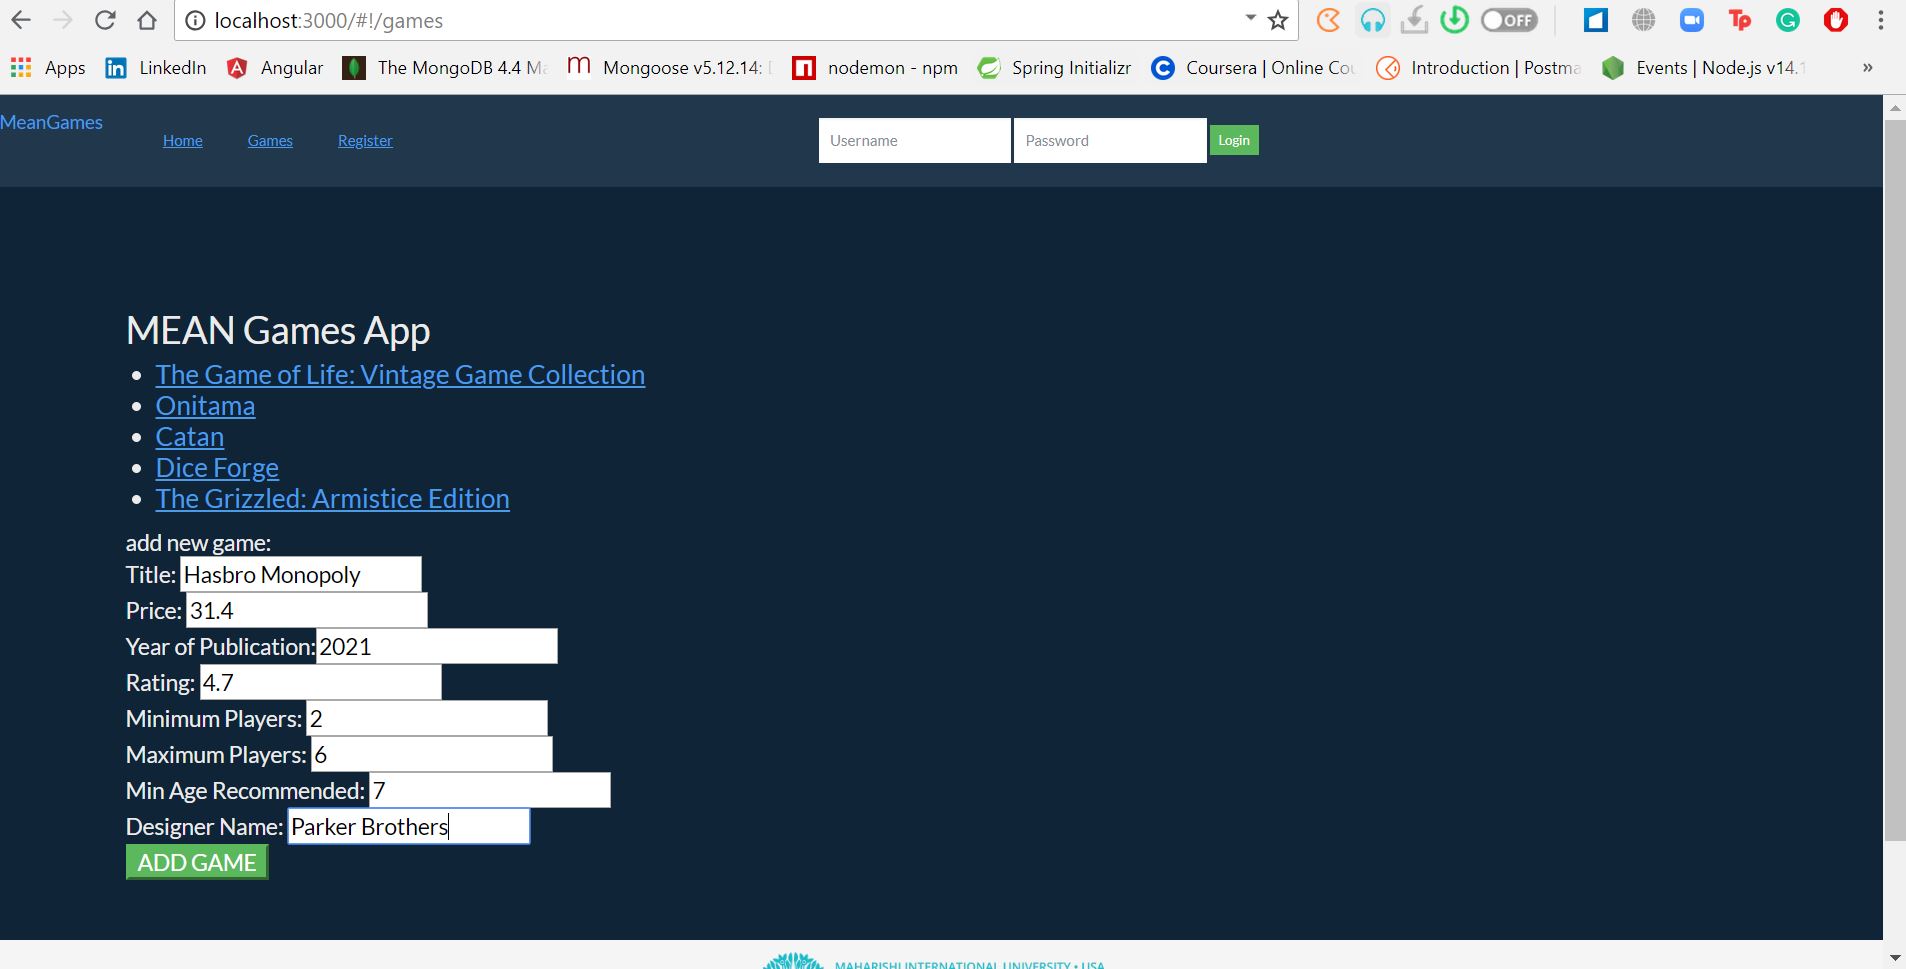 localhost:3000/#!/games
OFF
Apps LinkedIn Angular The MongoDB 4.4 Ma Mongoose v5.12.14: nodemon - npm Spring Initializr Coursera | Online Cou Introduction | Postma Events | Node.js v14.1 »
MeanGames
Home Games Register Username Password Login
MEAN Games App
The Game of Life: Vintage Game Collection
Onitama
Catan
Dice Forge
The Grizzled: Armistice Edition
add new game:
Title: Hasbro Monopoly
Price: 31.4
Year of Publication: 2021
Rating: 4.7
Minimum Players: 2
Maximum Players: 6
Min Age Recommended: 7
Designer Name: Parker Brothers
ADD GAME
MAHARISHI INTERNATIONAL UNIVERSITY • USA